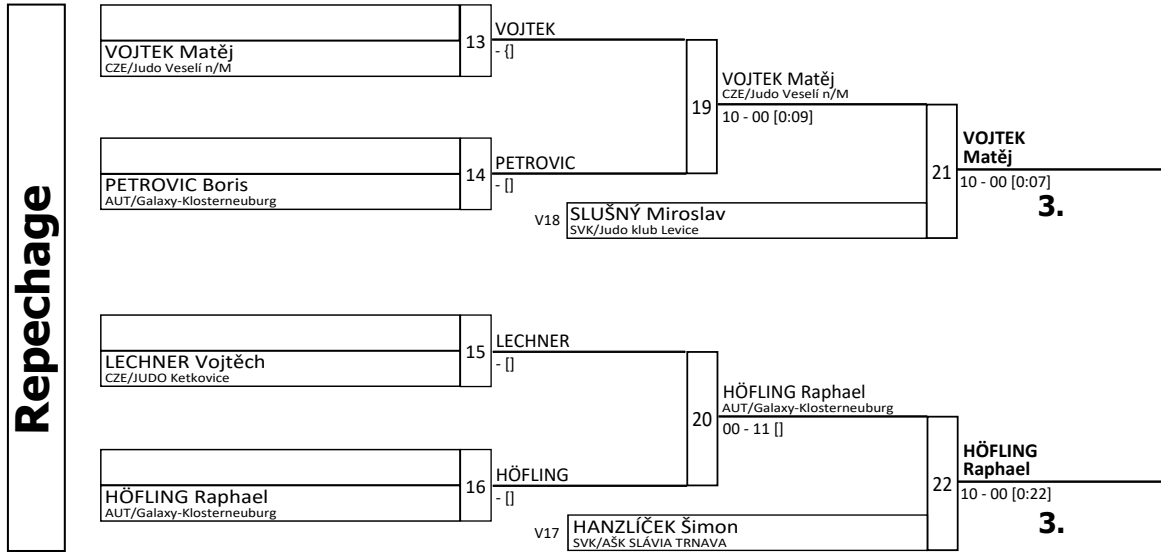 Repechage
13
VOJTEK Matěj
CZE/Judo Veselí n/M
VOJTEK
- {]
14
PETROVIC Boris
AUT/Galaxy-Klosterneuburg
PETROVIC
- []
19
VOJTEK Matěj
CZE/Judo Veselí n/M
10 - 00 [0:09]
V18
SLUŠNÝ Miroslav
SVK/Judo klub Levice
21
VOJTEK
Matěj
10 - 00 [0:07]
3.
15
LECHNER Vojtěch
CZE/JUDO Ketkovice
LECHNER
- []
16
HÖFLING Raphael
AUT/Galaxy-Klosterneuburg
HÖFLING
- []
20
HÖFLING Raphael
AUT/Galaxy-Klosterneuburg
00 - 11 []
V17
HANZLÍČEK Šimon
SVK/AŠK SLÁVIA TRNAVA
22
HÖFLING
Raphael
10 - 00 [0:22]
3.